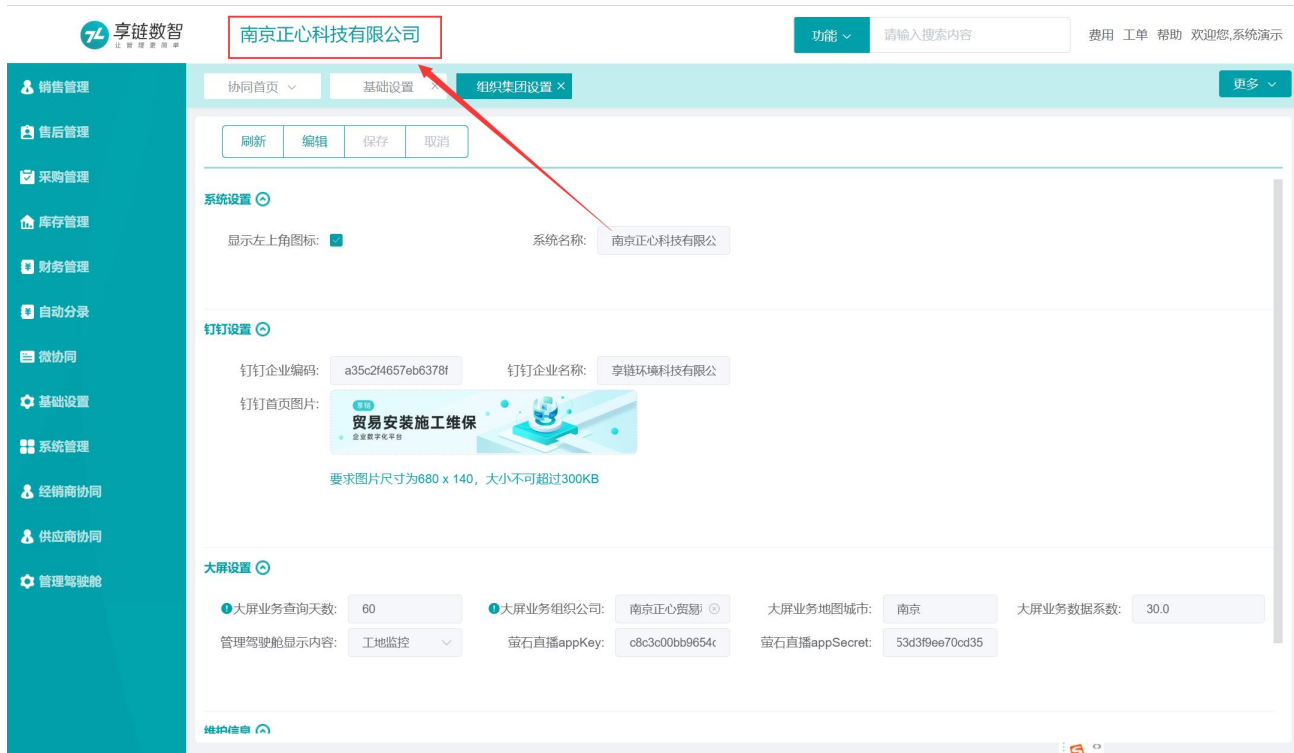 享链数智
让管理更简单
南京正心科技有限公司
功能
请输入搜索内容
费用 工单 帮助 欢迎您,系统演示
销售管理
售后管理
采购管理
库存管理
财务管理
自动分录
微协同
基础设置
系统管理
经销商协同
供应商协同
管理驾驶舱
协同首页 基础设置 × 组织集团设置 × 更多
刷新 编辑 保存 取消
系统设置
显示左上角图标: 系统名称: 南京正心科技有限公
钉钉设置
钉钉企业编码: a35c2f4657eb6378f 钉钉企业名称: 享链环境科技有限公
钉钉首页图片:
享链
贸易安装施工维保
企业数字化平台
要求图片尺寸为680 x 140，大小不可超过300KB
大屏设置
大屏业务查询天数: 60 大屏业务组织公司: 南京正心贸易 大屏业务地图城市: 南京 大屏业务数据系数: 30.0
管理驾驶舱显示内容: 工地监控 萤石直播appKey: c8c3c00bb9654c 萤石直播appSecret: 53d3f9ee70cd35
维护信息